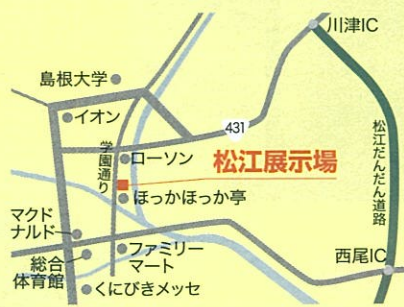 川津IC
島根大学
イオン
431
学園通り
ローソン
松江展示場
松江だんだん道路
ほっかほっか亭
マクド
ナルド
ファミリー
マート
総合
体育館
西尾IC
くにびきメッセ